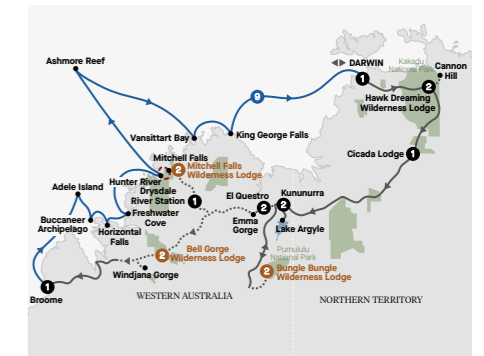 Ashmore Reef
◄► DARWIN
1
Kakadu
National Park
Cannon
Hill
2
Hawk Dreaming
Wilderness Lodge
9
Vansittart Bay
King George Falls
Cicada Lodge
1
Mitchell Falls
2
Mitchell Falls
Wilderness Lodge
Hunter River
Drysdale
River Station
1
Adele Island
El Questro
2
Kununurra
2
Buccaneer
Archipelago
Freshwater
Cove
Horizontal
Falls
Emma
Gorge
Lake Argyle
Bell Gorge
Wilderness Lodge
2
Purnululu
National Park
Windjana Gorge
2
Bungle Bungle
Wilderness Lodge
1
Broome
WESTERN AUSTRALIA
NORTHERN TERRITORY